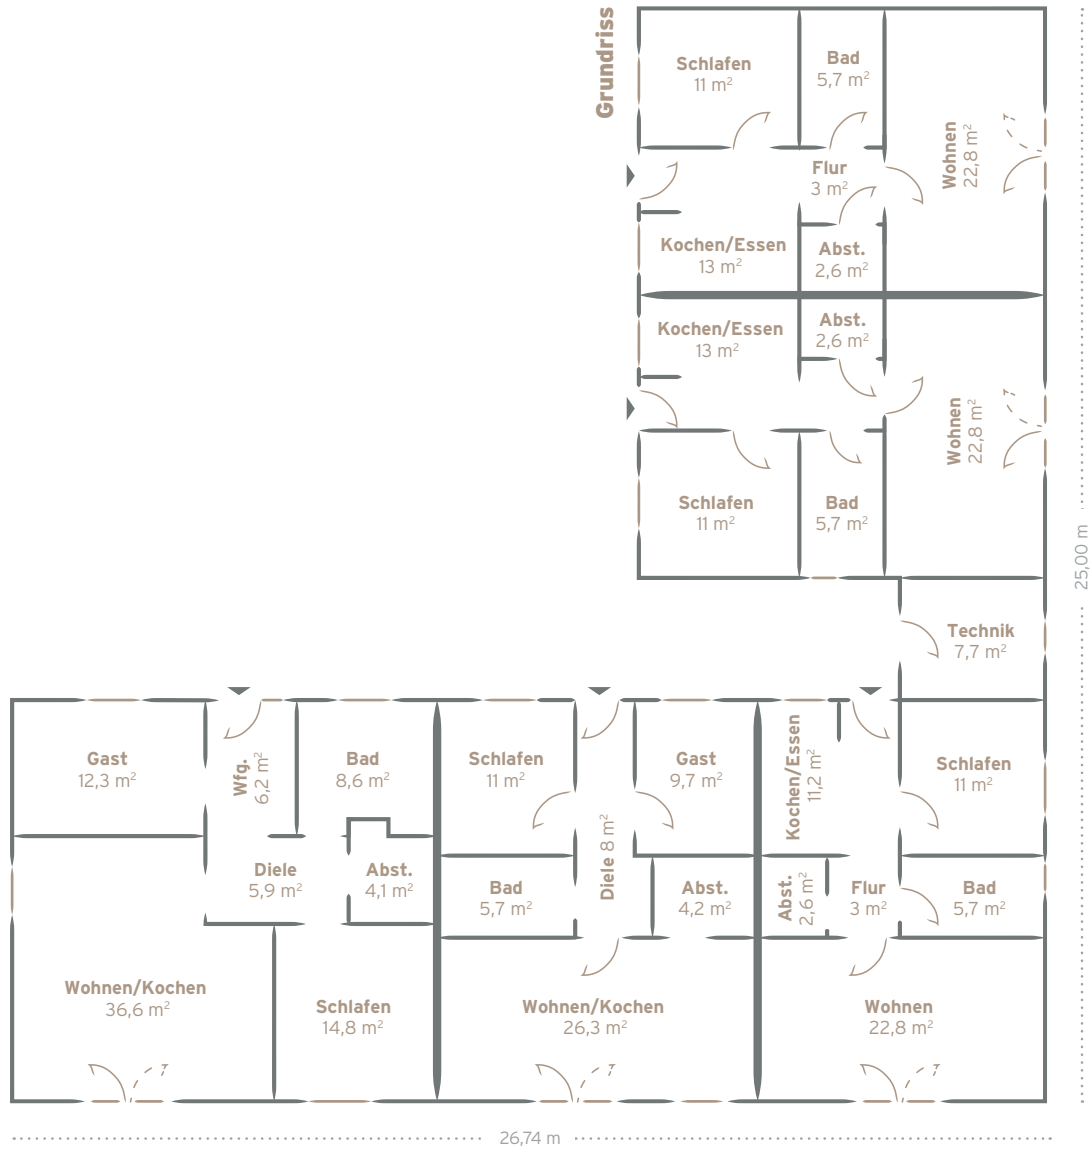 Grundriss
Schlafen
11 m²
Bad
5,7 m²
Wohnen
22,8 m²
Flur
3 m²
Kochen/Essen
13 m²
Abst.
2,6 m²
Kochen/Essen
13 m²
Abst.
2,6 m²
Wohnen
22,8 m²
Schlafen
11 m²
Bad
5,7 m²
25,00 m
Technik
7,7 m²
Gast
12,3 m²
Wfg.
6,2 m²
Bad
8,6 m²
Schlafen
11 m²
Gast
9,7 m²
Kochen/Essen
11,2 m²
Schlafen
11 m²
Diele
5,9 m²
Abst.
4,1 m²
Bad
5,7 m²
Diele 8 m²
Abst.
4,2 m²
Abst.
2,6 m²
Flur
3 m²
Bad
5,7 m²
Wohnen/Kochen
36,6 m²
Schlafen
14,8 m²
Wohnen/Kochen
26,3 m²
Wohnen
22,8 m²
26,74 m